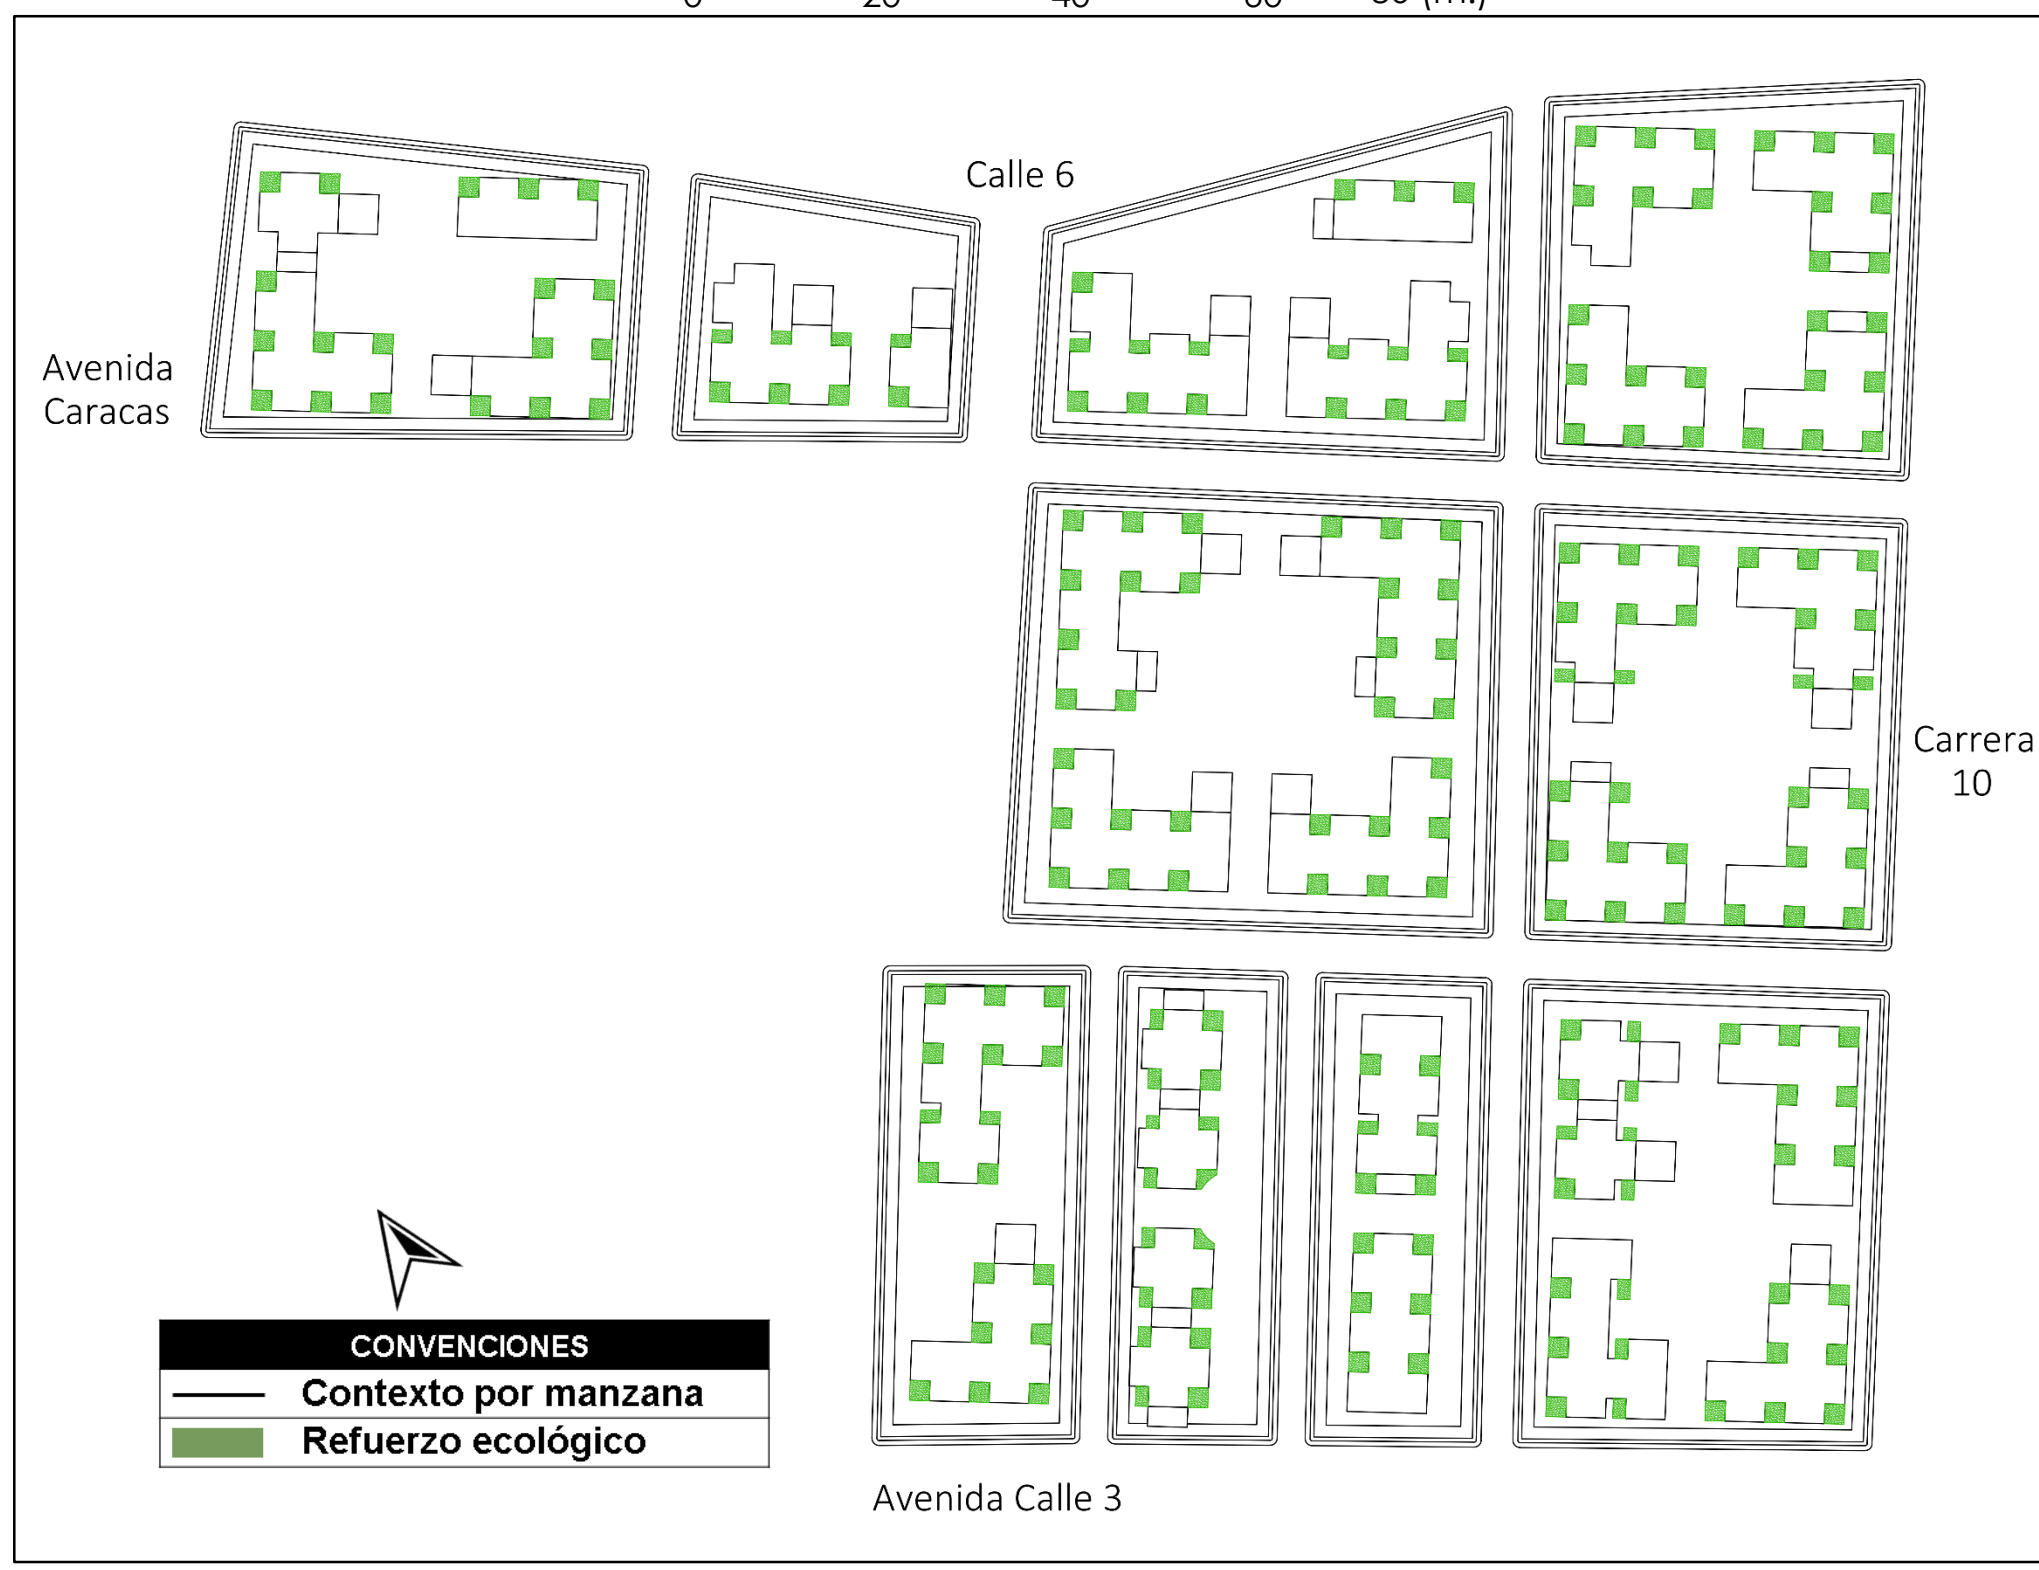 Calle 6
Avenida
Caracas
Carrera
10
CONVENCIONES
Contexto por manzana
Refuerzo ecológico
Avenida Calle 3